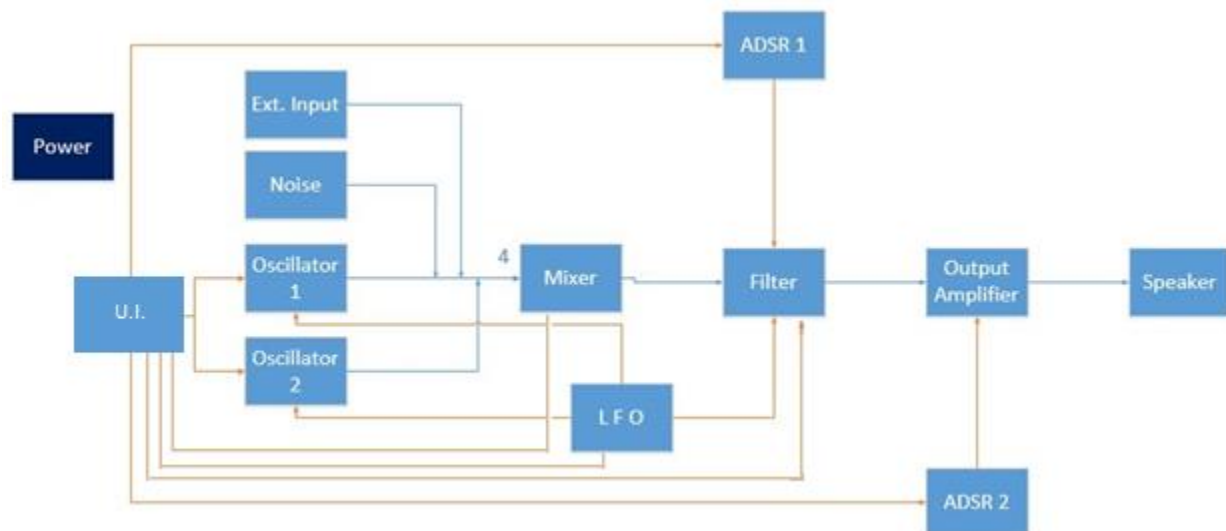 ADSR 1
Ext. Input
Power
Noise
4
Oscillator
1
Mixer
Filter
Output
Amplifier
Speaker
U.I.
Oscillator
2
L F O
ADSR 2